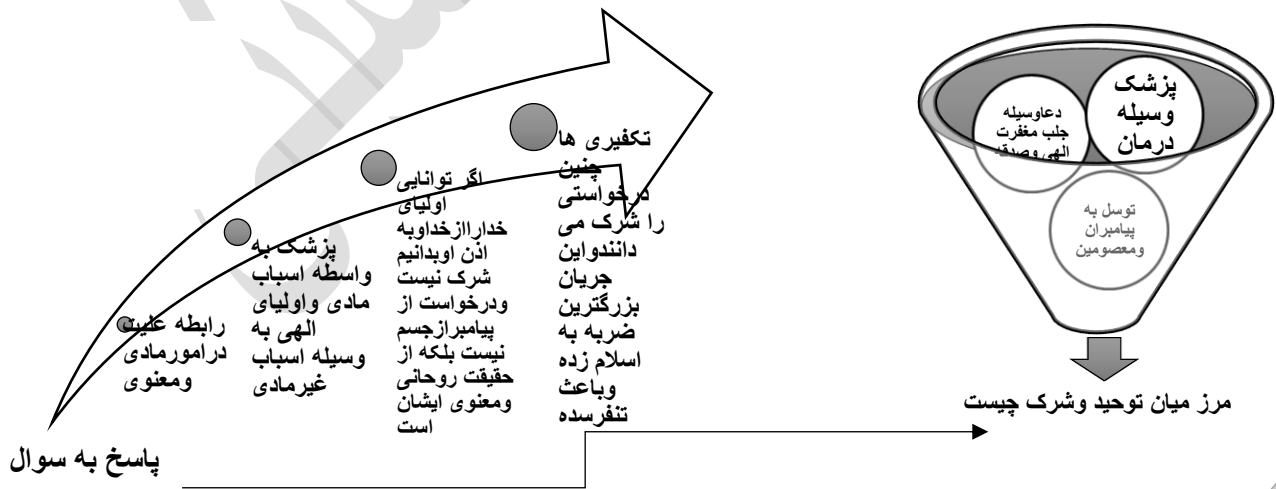 پزشک
وسیله
درمان
دعاوسیله
جلب مغفرت
الهی وصدقه
توسل به
پیامبران
ومعصومین
مرز میان توحید وشرک چیست
تکفیری ها
چنین
درخواستی
را شرک می
دانندواین
جریان
بزرگترین
ضربه به
اسلام زده
وباعث
تنفرسده
اگر توانایی
اولیای
خداراازخداوبه
اذن اوبدانیم
شرک نیست
ودرخواست از
پیامبرازجسم
نیست بلکه از
حقیقت روحانی
ومعنوی ایشان
است
پزشک به
واسطه اسباب
مادی واولیای
الهی به
وسیله اسباب
غیرمادی
رابطه علیت
درامورمادی
ومعنوی
پاسخ به سوال